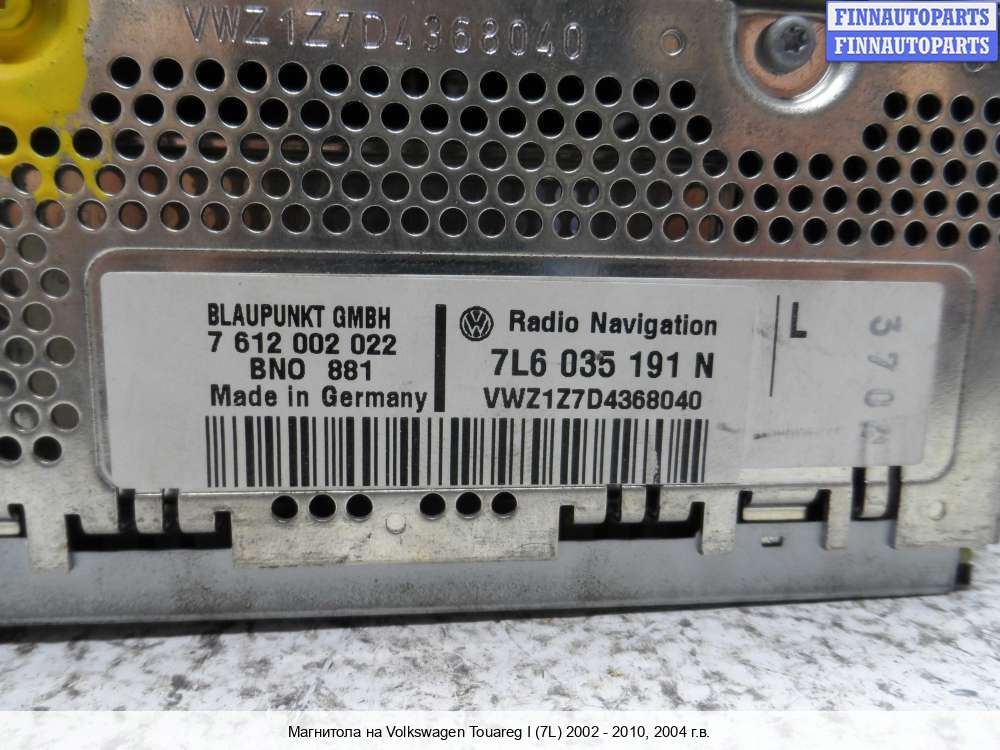 FINNAUTOPARTS
FINNAUTOPARTS
VWZ1Z7D4368040
BLAUPUNKT GMBH
7 612 002 022
BNO 881
Made in Germany
Radio Navigation
7L6 035 191 N
VWZ1Z7D4368040
L
Магнитола на Volkswagen Touareg I (7L) 2002 - 2010, 2004 г.в.